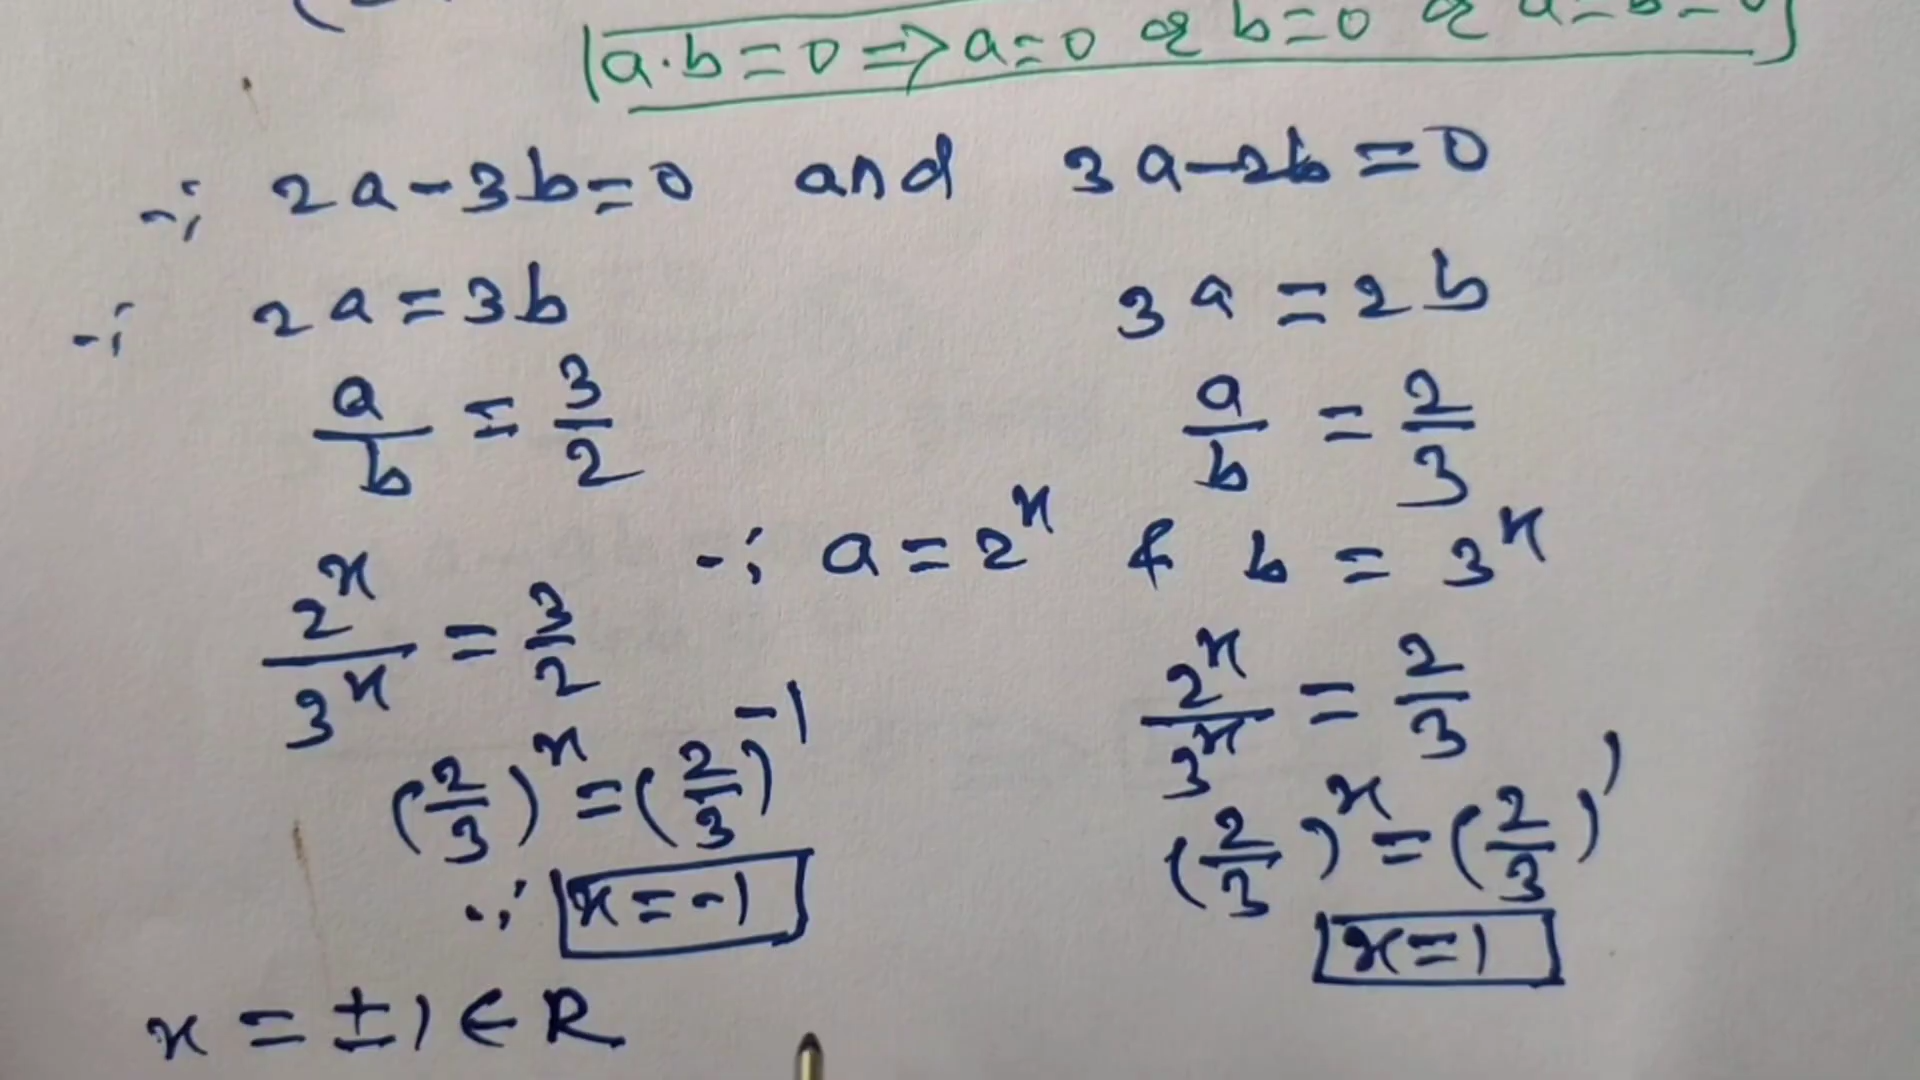 a·b=0⇒a=0 or b=0 or a=b=0
∴ 2a-3b=0 and 3a-2b=0
∴ 2a=3b 3a=2b
a/b = 3/2 a/b = 2/3
∴ a=2^x & b=3^x
2^x/3^x = 3/2 2^x/3^x = 2/3
(2/3)^x=(2/3)^-1 (2/3)^x=(2/3)^1
∴ x=-1 x=1
x=±1∈R